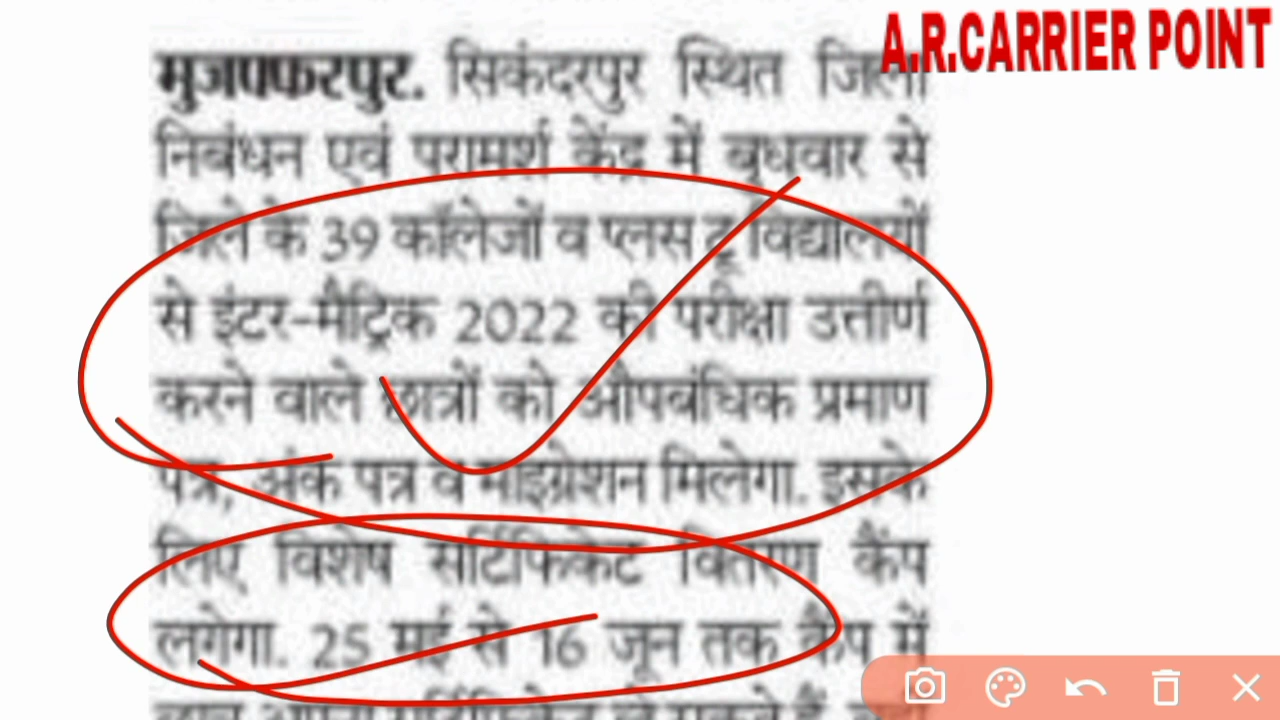 A.R.CARRIER POINT
मुजफ्फरपुर. सिकंदरपुर स्थित जिला
निबंधन एवं परामर्श केंद्र में बुधवार से
जिले के 39 कॉलेजों व प्लस टू विद्यालयों
से इंटर-मैट्रिक 2022 की परीक्षा उत्तीर्ण
करने वाले छात्रों को औपबंधिक प्रमाण
पत्र, अंक पत्र व माइग्रेशन मिलेगा. इसके
लिए विशेष सर्टिफिकेट वितरण कैंप
लगेगा. 25 मई से 16 जून तक कैंप में